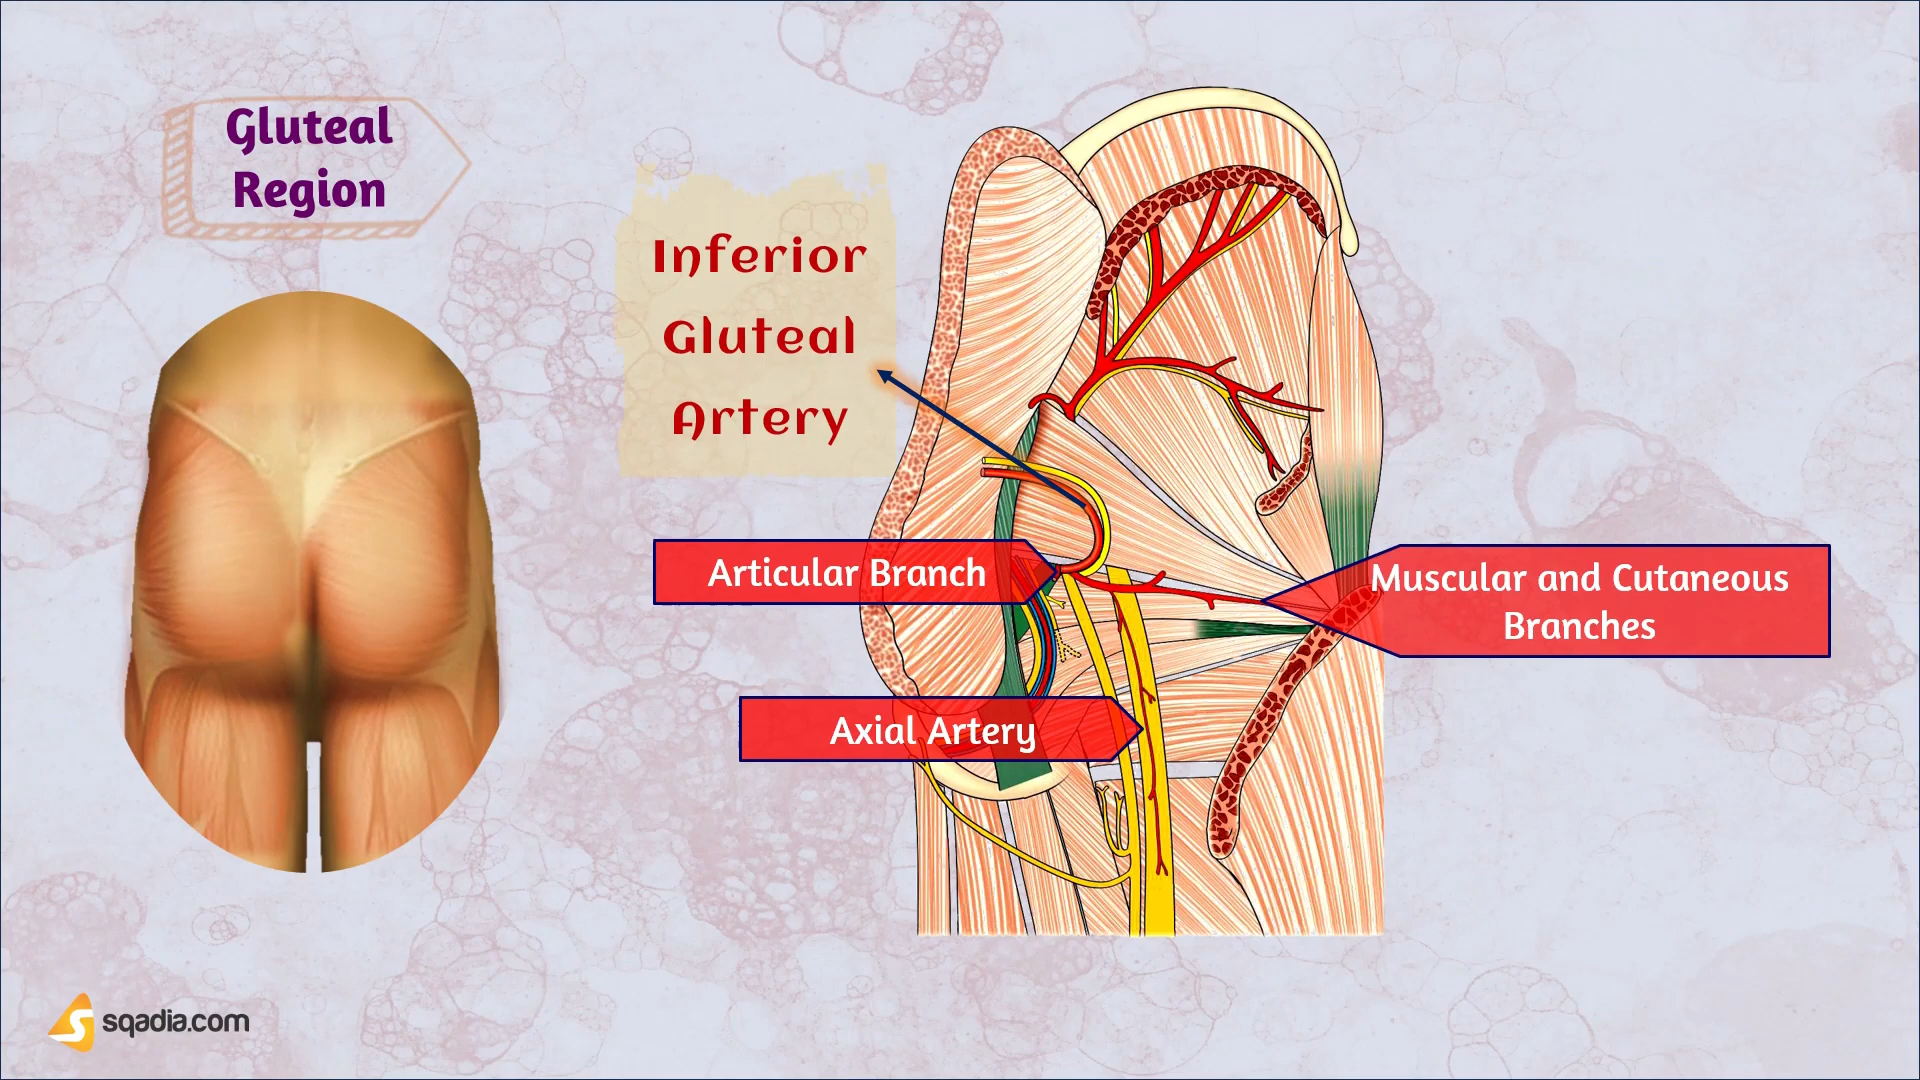 Gluteal
Region
Inferior
Gluteal
Artery
Articular Branch
Muscular and Cutaneous
Branches
Axial Artery
sqadia.com